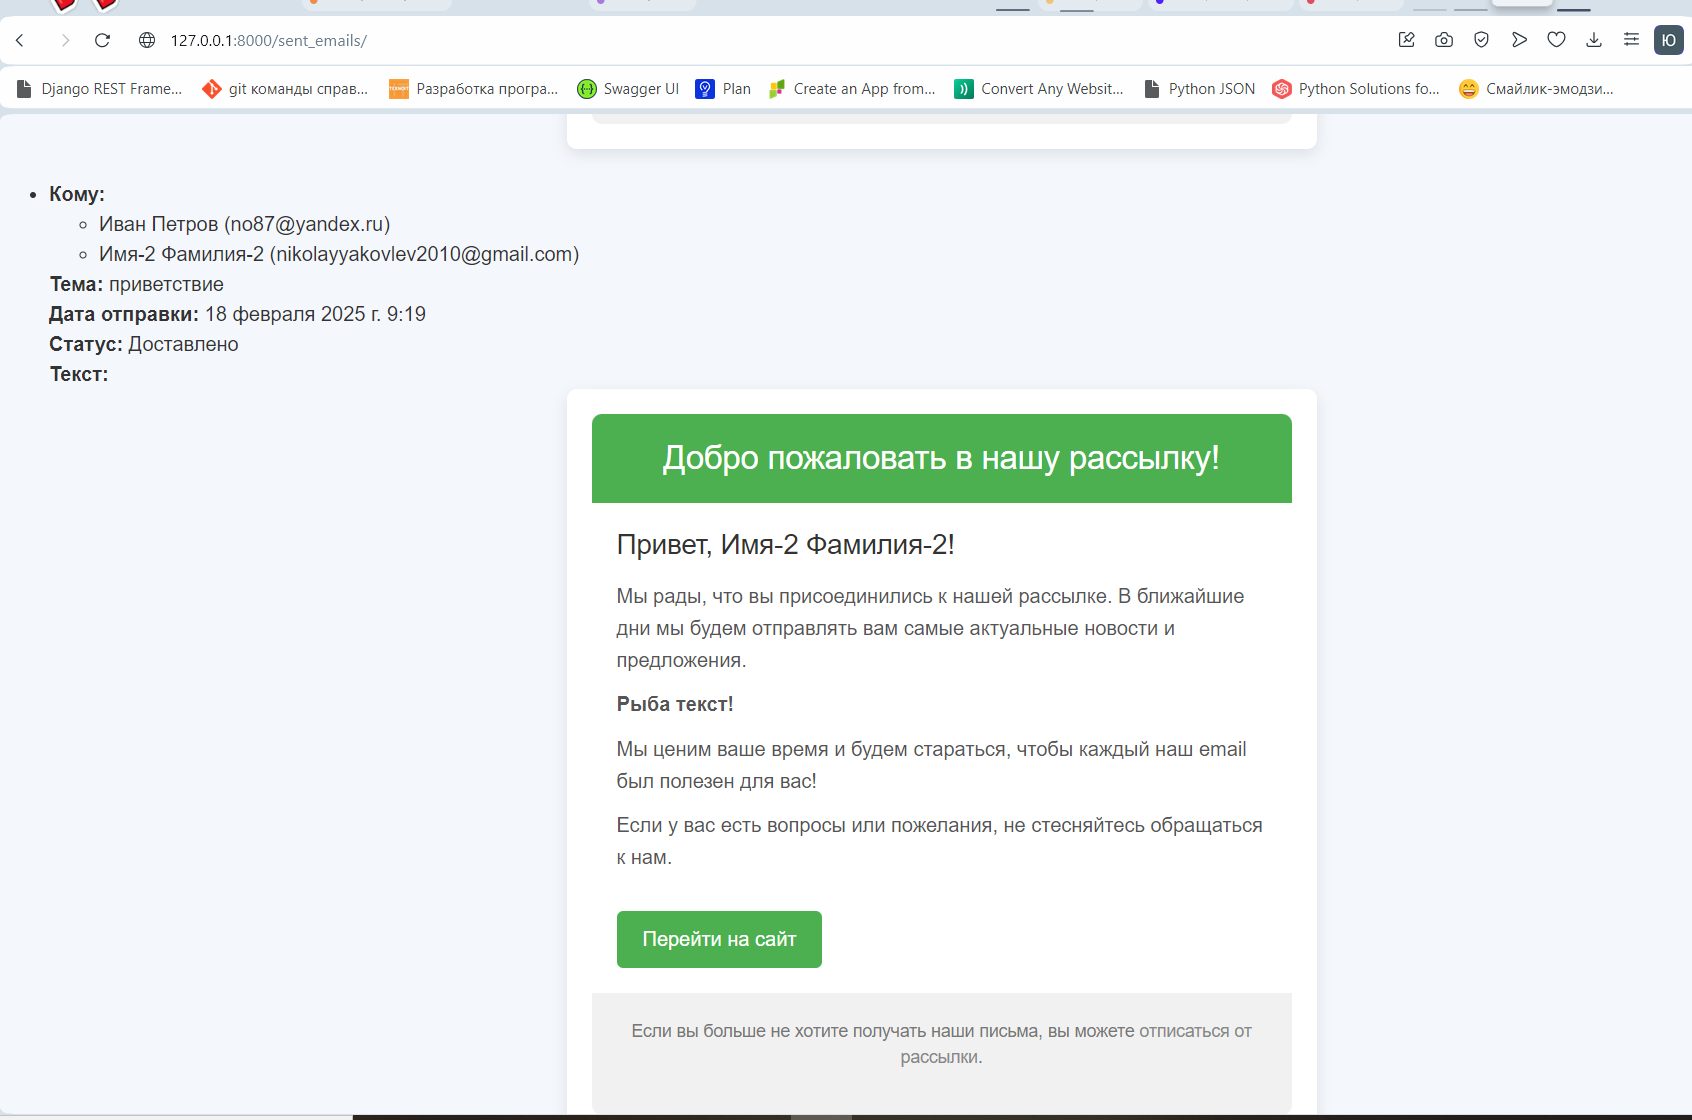 127.0.0.1:8000/sent_emails/
Ю
Django REST Frame...
git команды справ...
Разработка програ...
Swagger UI
Plan
Create an App from...
Convert Any Websit...
Python JSON
Python Solutions fo...
Смайлик-эмодзи...
Кому:
Иван Петров (no87@yandex.ru)
Имя-2 Фамилия-2 (nikolayyakovlev2010@gmail.com)
Тема: приветствие
Дата отправки: 18 февраля 2025 г. 9:19
Статус: Доставлено
Текст:
Добро пожаловать в нашу рассылку!
Привет, Имя-2 Фамилия-2!
Мы рады, что вы присоединились к нашей рассылке. В ближайшие
дни мы будем отправлять вам самые актуальные новости и
предложения.
Рыба текст!
Мы ценим ваше время и будем стараться, чтобы каждый наш email
был полезен для вас!
Если у вас есть вопросы или пожелания, не стесняйтесь обращаться
к нам.
Перейти на сайт
Если вы больше не хотите получать наши письма, вы можете отписаться от
рассылки.